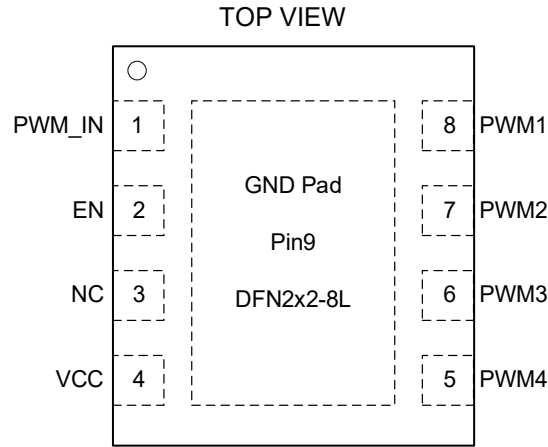 TOP VIEW
PWM_IN 1 8 PWM1
GND Pad
EN 2 7 PWM2
Pin9
NC 3 6 PWM3
DFN2x2-8L
VCC 4 5 PWM4